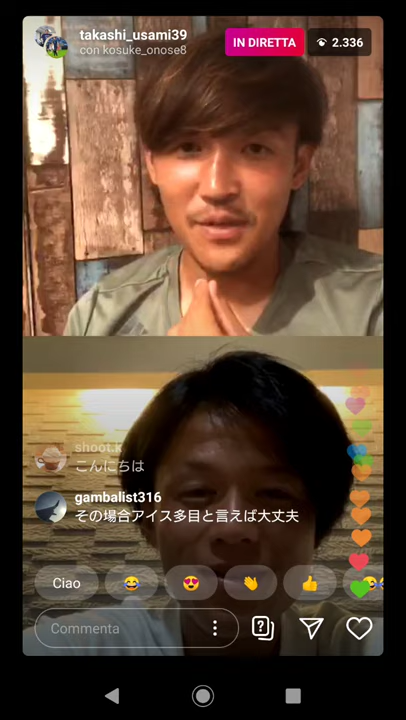 takashi_usami39
con kosuke_onose8
IN DIRETTA
2.336
shoot.k
こんにちは
gambalist316
その場合アイス多目と言えば大丈夫
Ciao
Commenta